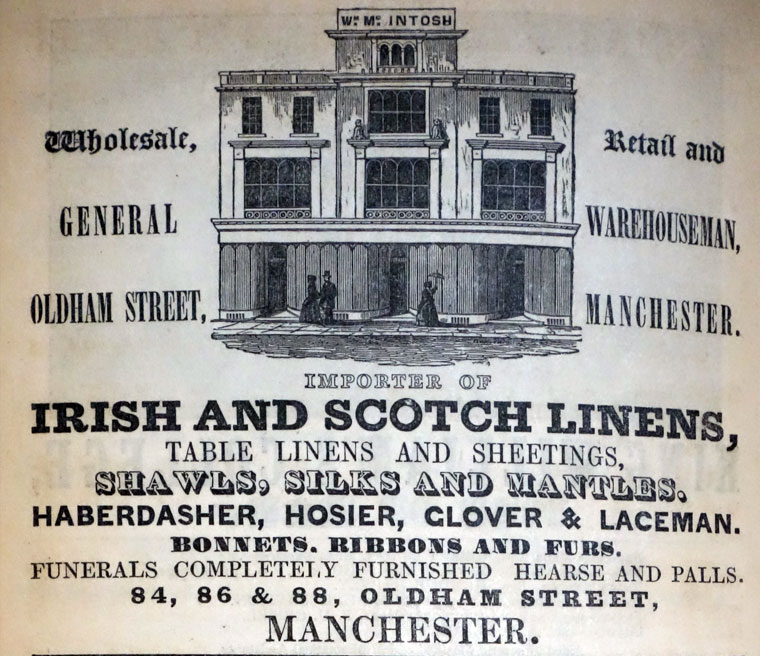 Wm. Mc. INTOSH
Wholesale, Retail and
GENERAL WAREHOUSEMAN,
OLDHAM STREET, MANCHESTER.
IMPORTER OF
IRISH AND SCOTCH LINENS,
TABLE LINENS AND SHEETINGS,
SHAWLS, SILKS AND MANTLES.
HABERDASHER, HOSIER, GLOVER & LACEMAN.
BONNETS. RIBBONS AND FURS.
FUNERALS COMPLETELY FURNISHED HEARSE AND PALLS.
84, 86 & 88, OLDHAM STREET,
MANCHESTER.